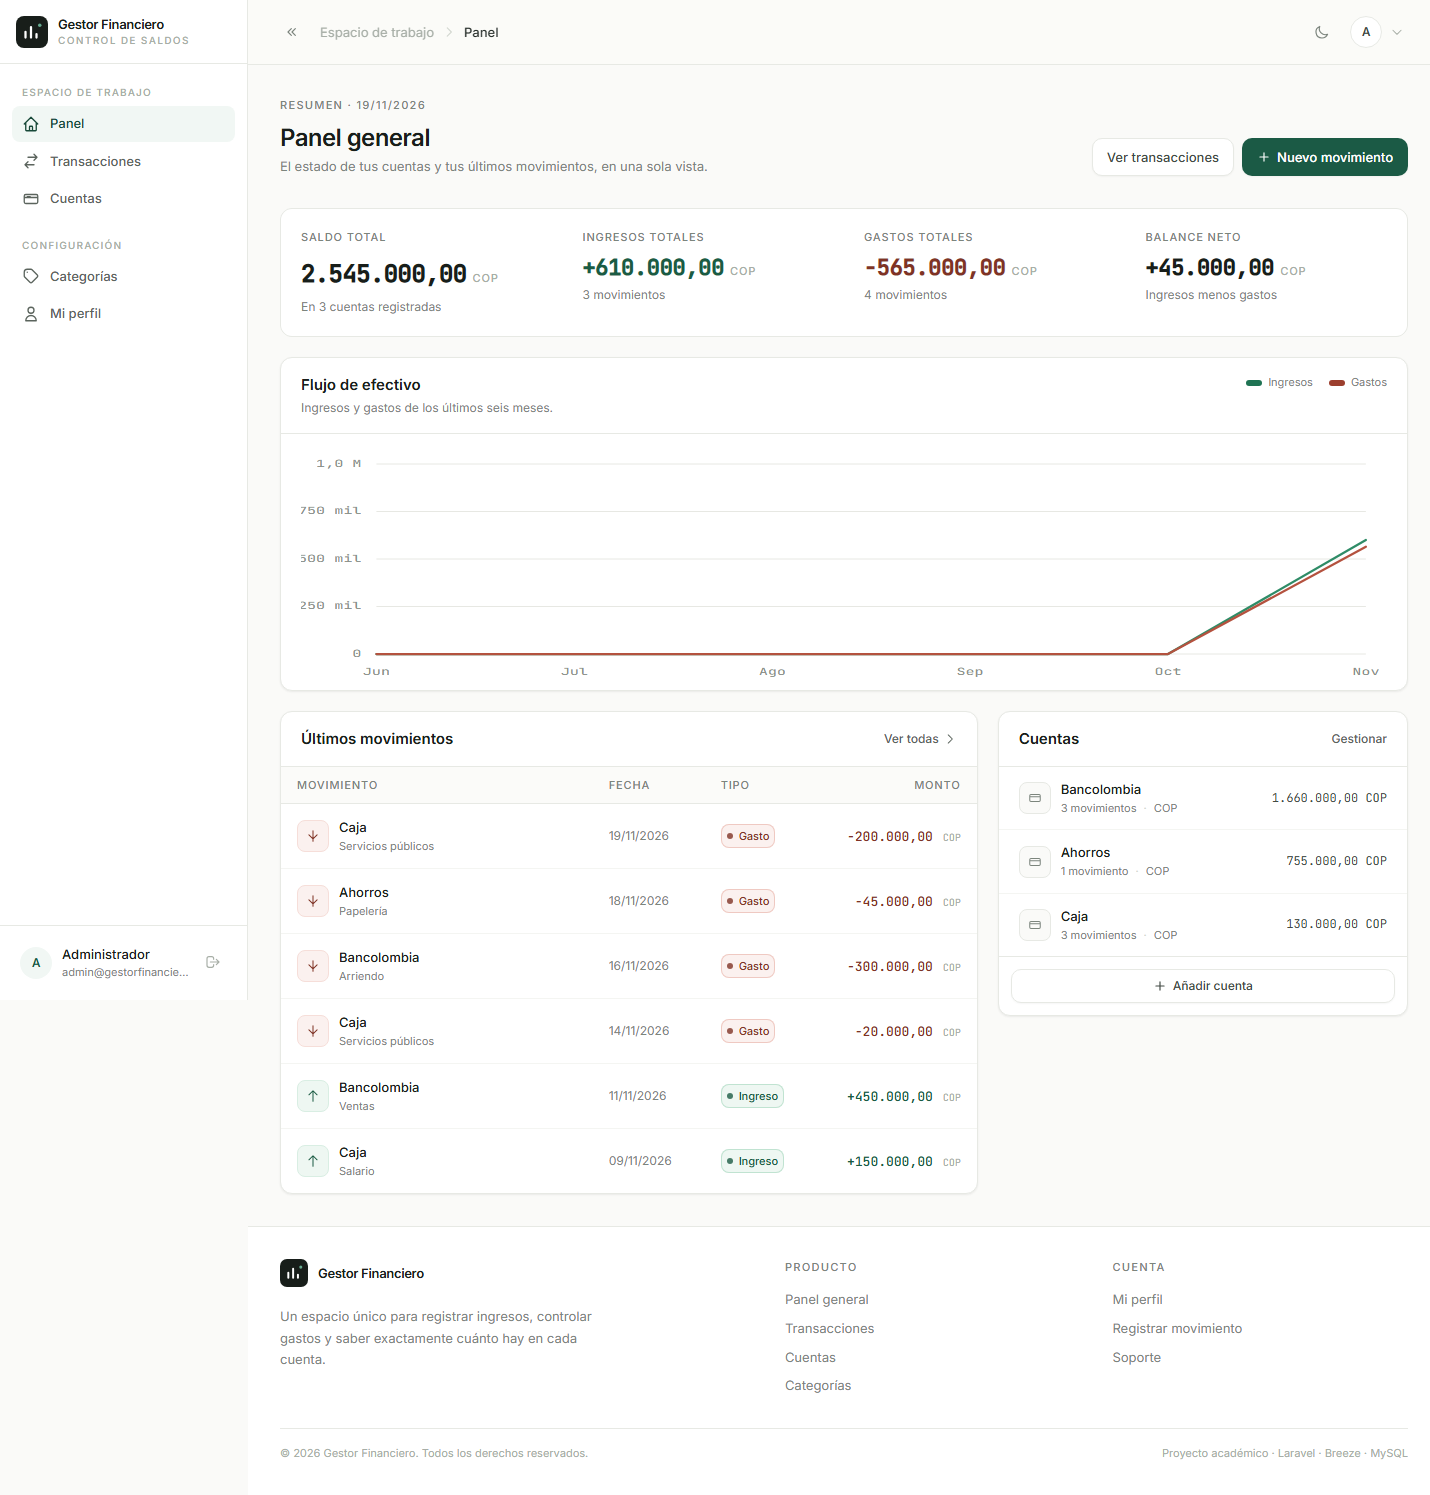 Gestor Financiero
CONTROL DE SALDOS
ESPACIO DE TRABAJO
Panel
Transacciones
Cuentas
CONFIGURACIÓN
Categorías
Mi perfil
A
Administrador
admin@gestorfinancie...
Espacio de trabajo
Panel
A
RESUMEN · 19/11/2026
Panel general
El estado de tus cuentas y tus últimos movimientos, en una sola vista.
Ver transacciones
Nuevo movimiento
SALDO TOTAL
2.545.000,00 COP
En 3 cuentas registradas
INGRESOS TOTALES
+610.000,00 COP
3 movimientos
GASTOS TOTALES
-565.000,00 COP
4 movimientos
BALANCE NETO
+45.000,00 COP
Ingresos menos gastos
Flujo de efectivo
Ingresos y gastos de los últimos seis meses.
Ingresos
Gastos
1,0 M
750 mil
500 mil
250 mil
0
Jun Jul Ago Sep Oct Nov
Últimos movimientos
Ver todas
MOVIMIENTO FECHA TIPO MONTO
Caja
Servicios públicos
19/11/2026 Gasto -200.000,00 COP
Ahorros
Papelería
18/11/2026 Gasto -45.000,00 COP
Bancolombia
Arriendo
16/11/2026 Gasto -300.000,00 COP
Caja
Servicios públicos
14/11/2026 Gasto -20.000,00 COP
Bancolombia
Ventas
11/11/2026 Ingreso +450.000,00 COP
Caja
Salario
09/11/2026 Ingreso +150.000,00 COP
Cuentas
Gestionar
Bancolombia
3 movimientos · COP
1.660.000,00 COP
Ahorros
1 movimiento · COP
755.000,00 COP
Caja
3 movimientos · COP
130.000,00 COP
Añadir cuenta
Gestor Financiero
Un espacio único para registrar ingresos, controlar
gastos y saber exactamente cuánto hay en cada
cuenta.
PRODUCTO
Panel general
Transacciones
Cuentas
Categorías
CUENTA
Mi perfil
Registrar movimiento
Soporte
© 2026 Gestor Financiero. Todos los derechos reservados.
Proyecto académico · Laravel · Breeze · MySQL